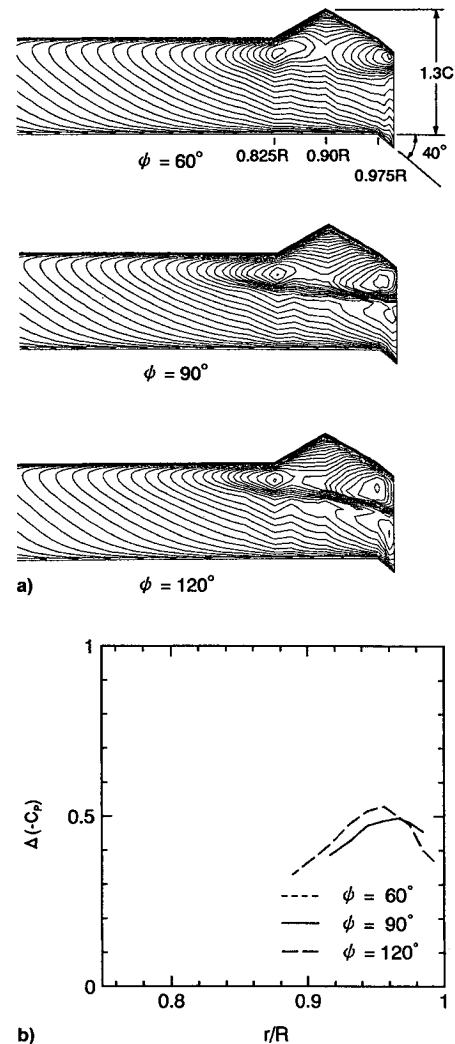 1.3C
40°
0.825R 0.90R
0.975R
ψ = 60°
ψ = 90°
a) ψ = 120°
1
0.5
0
Δ(-Cₚ)
ψ = 60°
ψ = 90°
ψ = 120°
0.8 0.9 1
b) r/R